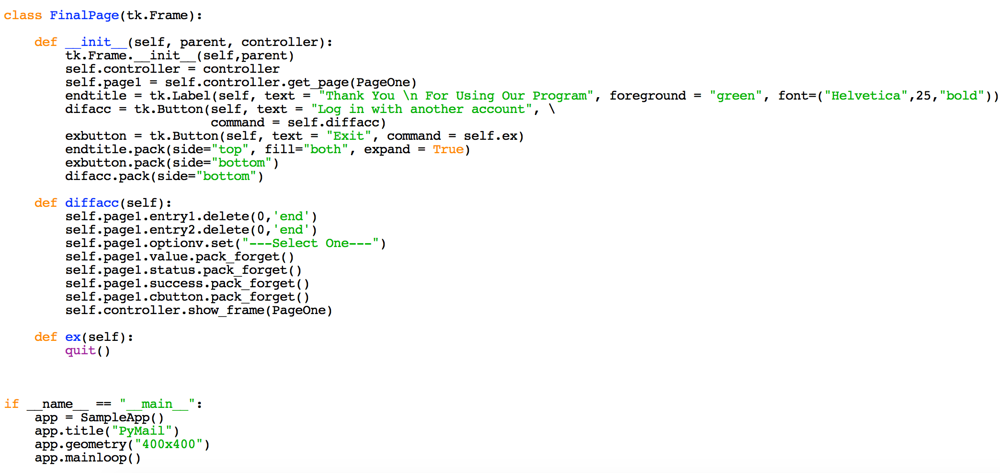 class FinalPage(tk.Frame):
    def __init__(self, parent, controller):
        tk.Frame.__init__(self,parent)
        self.controller = controller
        self.page1 = self.controller.get_page(PageOne)
        endtitle = tk.Label(self, text = "Thank You \n For Using Our Program", foreground = "green", font=("Helvetica",25,"bold"))
        difacc = tk.Button(self, text = "Log in with another account", \
                           command = self.diffacc)
        exbutton = tk.Button(self, text = "Exit", command = self.ex)
        endtitle.pack(side="top", fill="both", expand = True)
        exbutton.pack(side="bottom")
        difacc.pack(side="bottom")
    def diffacc(self):
        self.page1.entry1.delete(0,'end')
        self.page1.entry2.delete(0,'end')
        self.page1.optionv.set("---Select One---")
        self.page1.value.pack_forget()
        self.page1.status.pack_forget()
        self.page1.success.pack_forget()
        self.page1.cbutton.pack_forget()
        self.controller.show_frame(PageOne)
    def ex(self):
        quit()
if __name__ == "__main__":
    app = SampleApp()
    app.title("PyMail")
    app.geometry("400x400")
    app.mainloop()